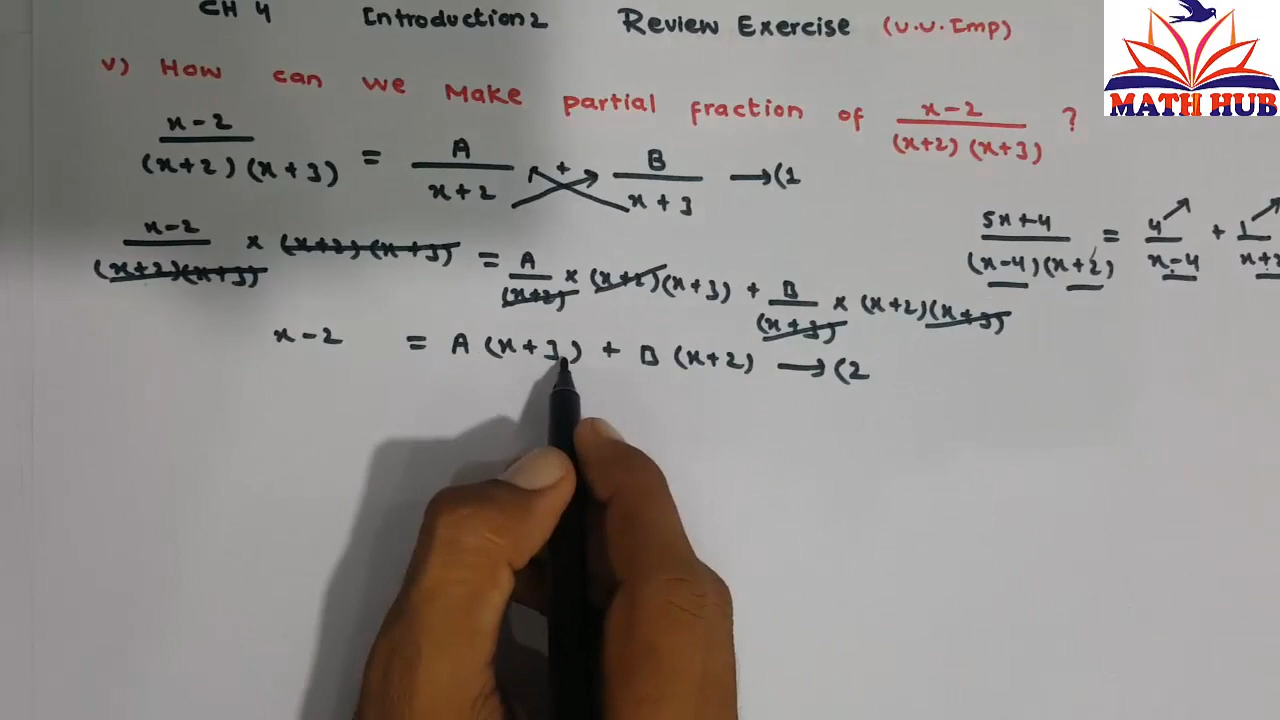 CH 4 Introduction2 Review Exercise (v.v.Imp)
MATH HUB
v) How can we Make partial fraction of x-2 / (x+2)(x+3) ?
x-2 / (x+2)(x+3) = A / x+2 + B / x+3 →(1
5x+4 / (x-4)(x+2) = 4 / x-4 + 1 / x+2
x-2 / (x+2)(x+3) × (x+2)(x+3) = A / (x+2) × (x+2)(x+3) + B / (x+3) × (x+2)(x+3)
x-2 = A(x+3) + B(x+2) →(2